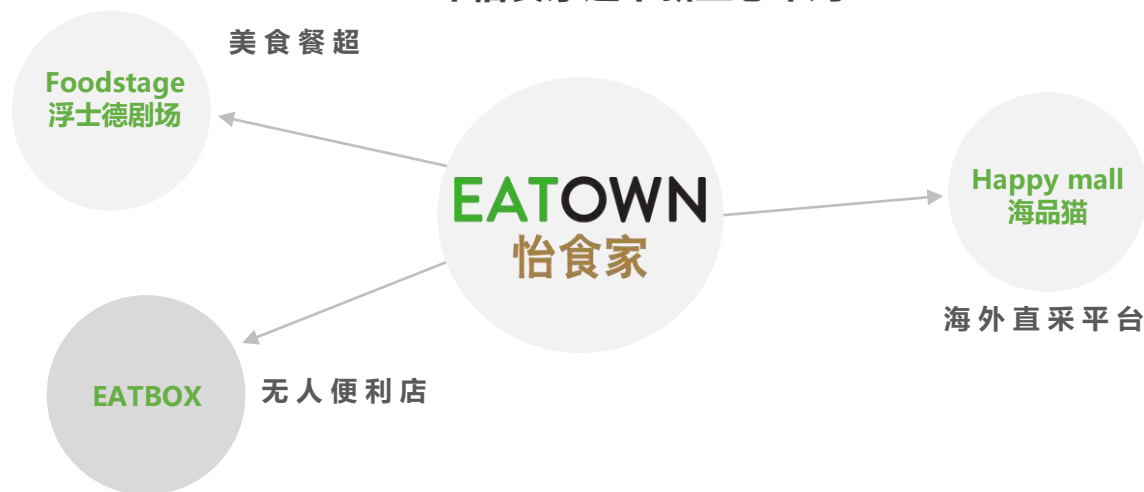 美食餐超
Foodstage
浮士德剧场
EATOWN
怡食家
Happy mall
海品猫
海外直采平台
EATBOX
无人便利店